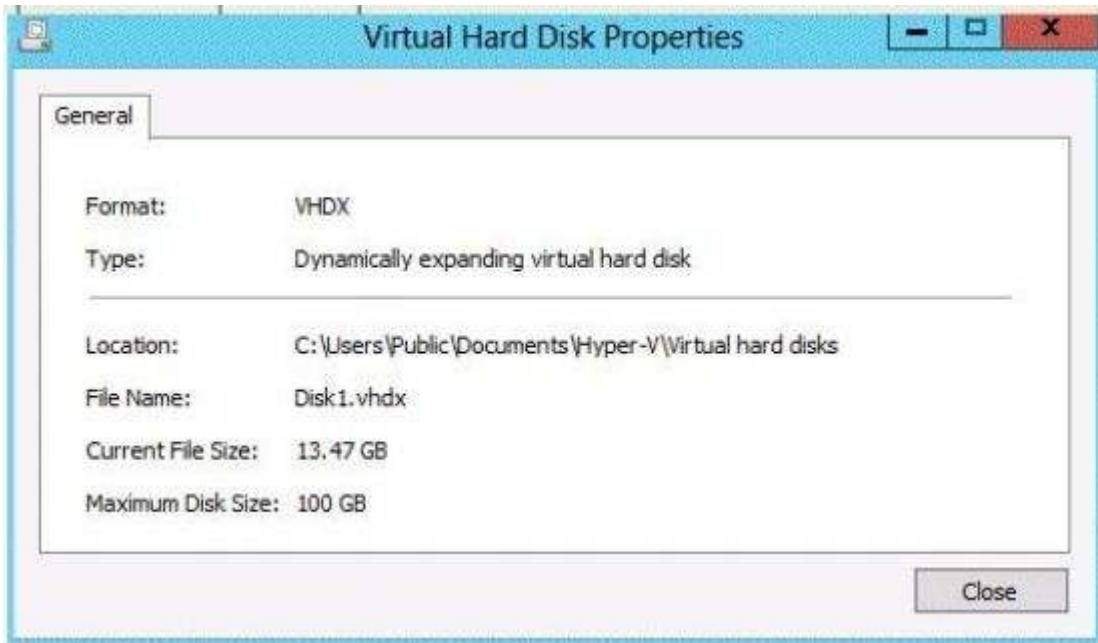 Virtual Hard Disk Properties
General
Format: VHDX
Type: Dynamically expanding virtual hard disk
Location: C:\Users\Public\Documents\Hyper-V\Virtual hard disks
File Name: Disk1.vhdx
Current File Size: 13.47 GB
Maximum Disk Size: 100 GB
Close